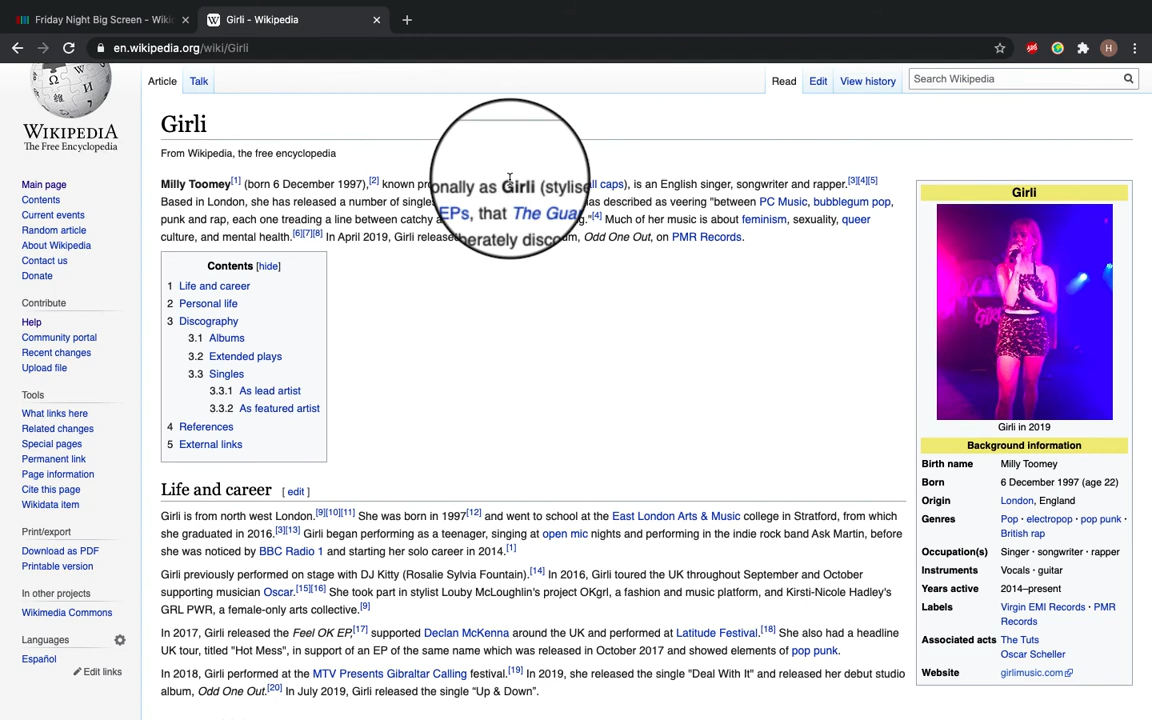 Friday Night Big Screen - Wiki
Girli - Wikipedia
en.wikipedia.org/wiki/Girli
H
WIKIPEDIA
The Free Encyclopedia
Main page
Contents
Current events
Random article
About Wikipedia
Contact us
Donate
Contribute
Help
Community portal
Recent changes
Upload file
Tools
What links here
Related changes
Special pages
Permanent link
Page information
Cite this page
Wikidata item
Print/export
Download as PDF
Printable version
In other projects
Wikimedia Commons
Languages
Español
Edit links
Article Talk
Read Edit View history Search Wikipedia
Girli
From Wikipedia, the free encyclopedia
Milly Toomey[1] (born 6 December 1997),[2] known pr onally as Girli (stylise all caps), is an English singer, songwriter and rapper.[3][4][5]
Based in London, she has released a number of single EPs, that The Gua as described as veering "between PC Music, bubblegum pop,
punk and rap, each one treading a line between catchy a g."[4] Much of her music is about feminism, sexuality, queer
culture, and mental health.[6][7][8] In April 2019, Girli release berately disco m, Odd One Out, on PMR Records.
Contents [hide]
1 Life and career
2 Personal life
3 Discography
3.1 Albums
3.2 Extended plays
3.3 Singles
3.3.1 As lead artist
3.3.2 As featured artist
4 References
5 External links
Life and career [ edit ]
Girli is from north west London.[9][10][11] She was born in 1997[12] and went to school at the East London Arts & Music college in Stratford, from which
she graduated in 2016.[3][13] Girli began performing as a teenager, singing at open mic nights and performing in the indie rock band Ask Martin, before
she was noticed by BBC Radio 1 and starting her solo career in 2014.[1]
Girli previously performed on stage with DJ Kitty (Rosalie Sylvia Fountain).[14] In 2016, Girli toured the UK throughout September and October
supporting musician Oscar.[15][16] She took part in stylist Louby McLoughlin's project OKgrl, a fashion and music platform, and Kirsti-Nicole Hadley's
GRL PWR, a female-only arts collective.[9]
In 2017, Girli released the Feel OK EP,[17] supported Declan McKenna around the UK and performed at Latitude Festival.[18] She also had a headline
UK tour, titled "Hot Mess", in support of an EP of the same name which was released in October 2017 and showed elements of pop punk.
In 2018, Girli performed at the MTV Presents Gibraltar Calling festival.[19] In 2019, she released the single "Deal With It" and released her debut studio
album, Odd One Out.[20] In July 2019, Girli released the single “Up & Down”.
Girli
Girli in 2019
Background information
Birth name Milly Toomey
Born 6 December 1997 (age 22)
Origin London, England
Genres Pop · electropop · pop punk ·
British rap
Occupation(s) Singer · songwriter · rapper
Instruments Vocals · guitar
Years active 2014–present
Labels Virgin EMI Records · PMR
Records
Associated acts The Tuts
Oscar Scheller
Website girlimusic.com